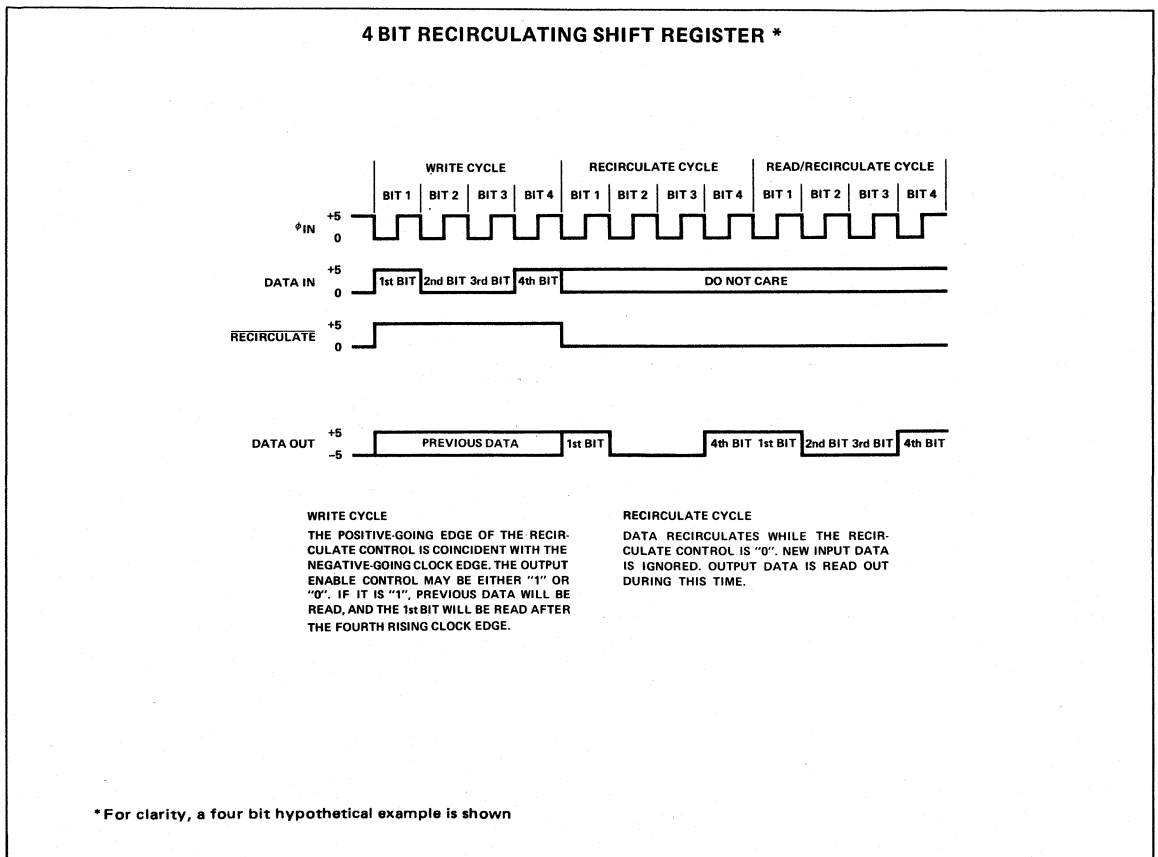 4 BIT RECIRCULATING SHIFT REGISTER *
WRITE CYCLE RECIRCULATE CYCLE READ/RECIRCULATE CYCLE
BIT 1 BIT 2 BIT 3 BIT 4 BIT 1 BIT 2 BIT 3 BIT 4 BIT 1 BIT 2 BIT 3 BIT 4
+5
ΦIN
0
+5
DATA IN 1st BIT 2nd BIT 3rd BIT 4th BIT DO NOT CARE
0
+5
RECIRCULATE
0
+5
DATA OUT PREVIOUS DATA 1st BIT 4th BIT 1st BIT 2nd BIT 3rd BIT 4th BIT
–5
WRITE CYCLE
THE POSITIVE-GOING EDGE OF THE RECIR-
CULATE CONTROL IS COINCIDENT WITH THE
NEGATIVE-GOING CLOCK EDGE. THE OUTPUT
ENABLE CONTROL MAY BE EITHER "1" OR
"0". IF IT IS "1", PREVIOUS DATA WILL BE
READ, AND THE 1st BIT WILL BE READ AFTER
THE FOURTH RISING CLOCK EDGE.
RECIRCULATE CYCLE
DATA RECIRCULATES WHILE THE RECIR-
CULATE CONTROL IS "0". NEW INPUT DATA
IS IGNORED. OUTPUT DATA IS READ OUT
DURING THIS TIME.
* For clarity, a four bit hypothetical example is shown